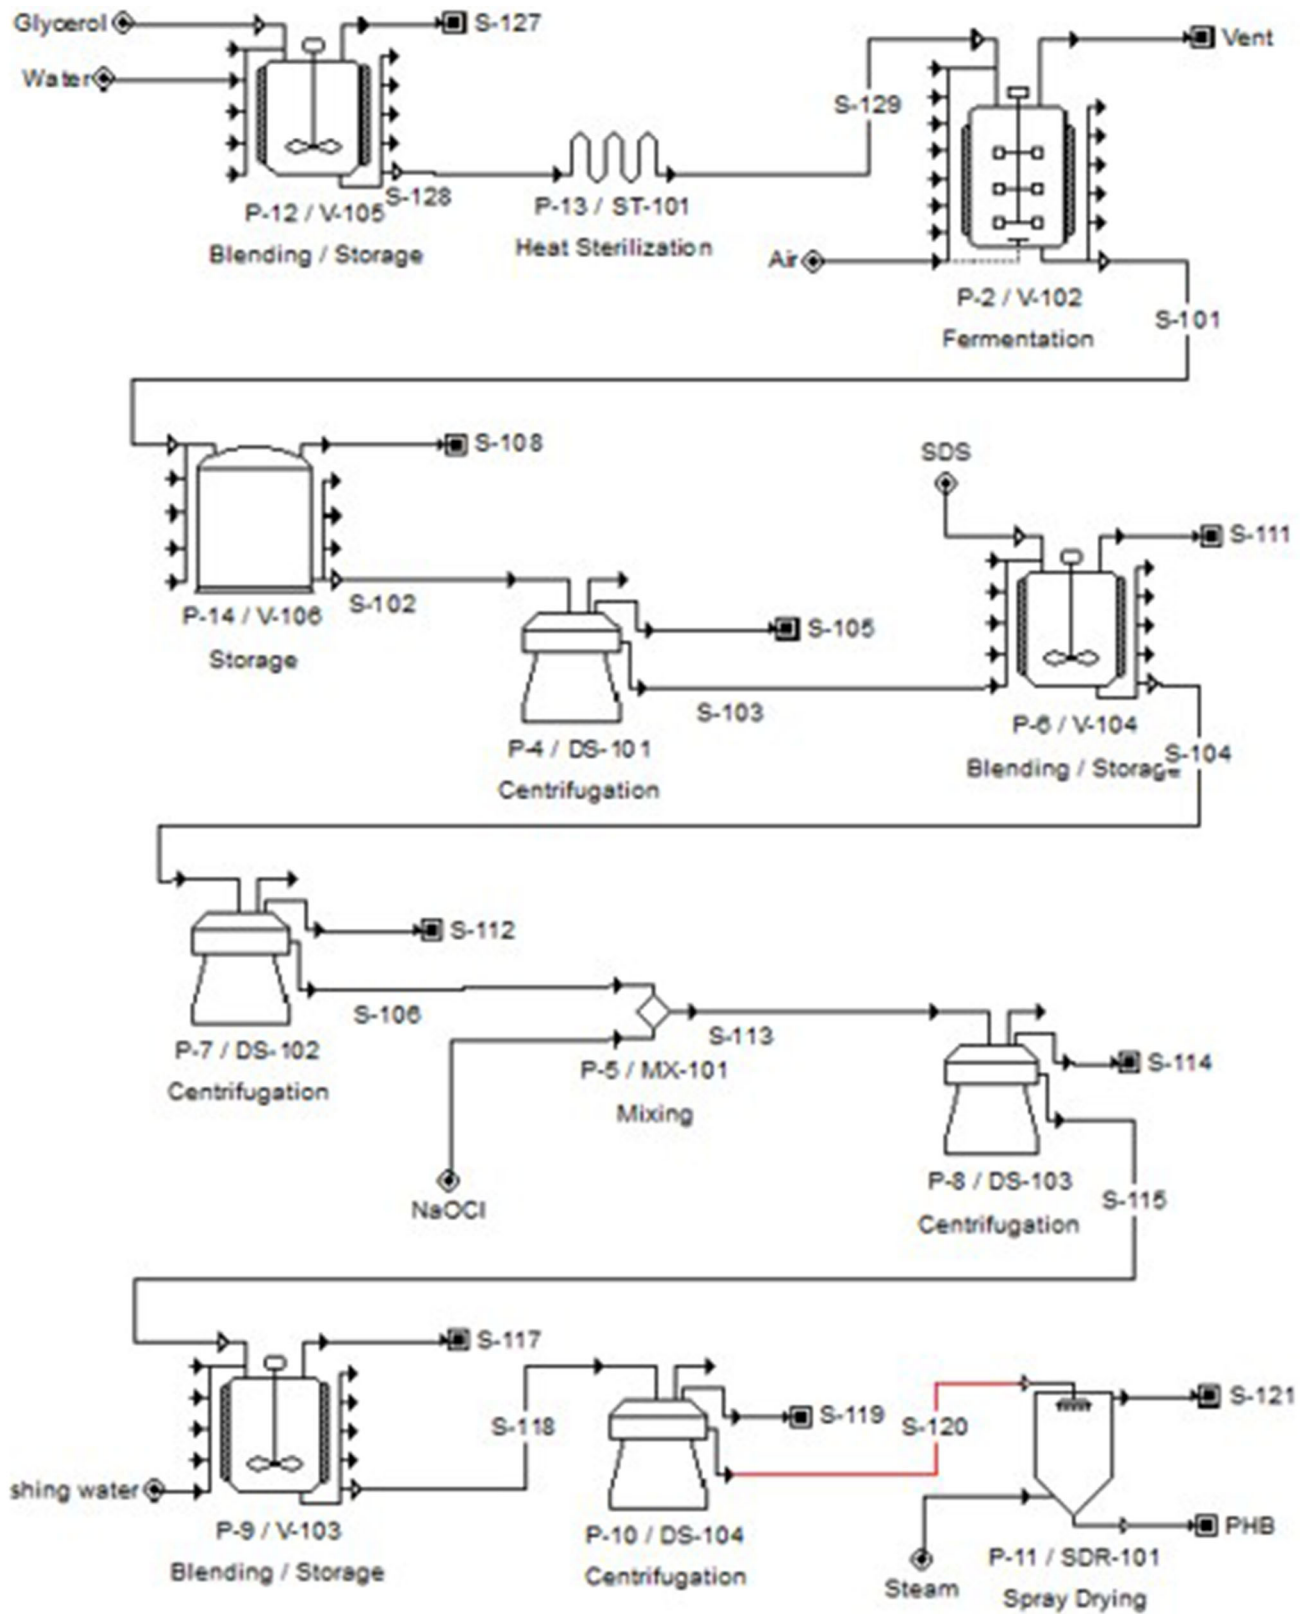 Glycerol
S-127
Water
S-128
P-12 / V-105
Blending / Storage
P-13 / ST-101
Heat Sterilization
S-129
Vent
Air
P-2 / V-102
Fermentation
S-101
S-108
P-14 / V-106
Storage
S-102
S-105
S-103
P-4 / DS-101
Centrifugation
SDS
S-111
P-6 / V-104
Blending / Storage
S-104
S-112
S-106
P-7 / DS-102
Centrifugation
S-113
P-5 / MX-101
Mixing
NaOCl
S-114
P-8 / DS-103
Centrifugation
S-115
S-117
shing water
P-9 / V-103
Blending / Storage
S-118
S-119
P-10 / DS-104
Centrifugation
S-120
S-121
Steam
PHB
P-11 / SDR-101
Spray Drying